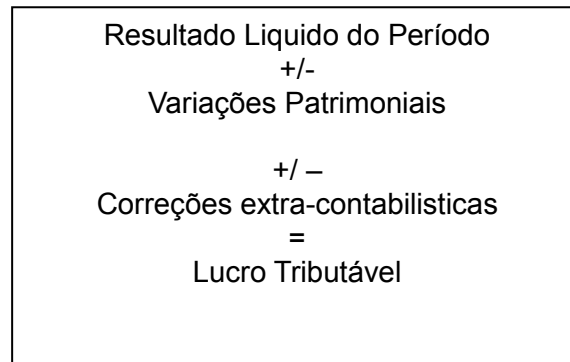 Resultado Liquido do Período
+/-
Variações Patrimoniais
+/ –
Correções extra-contabilisticas
=
Lucro Tributável